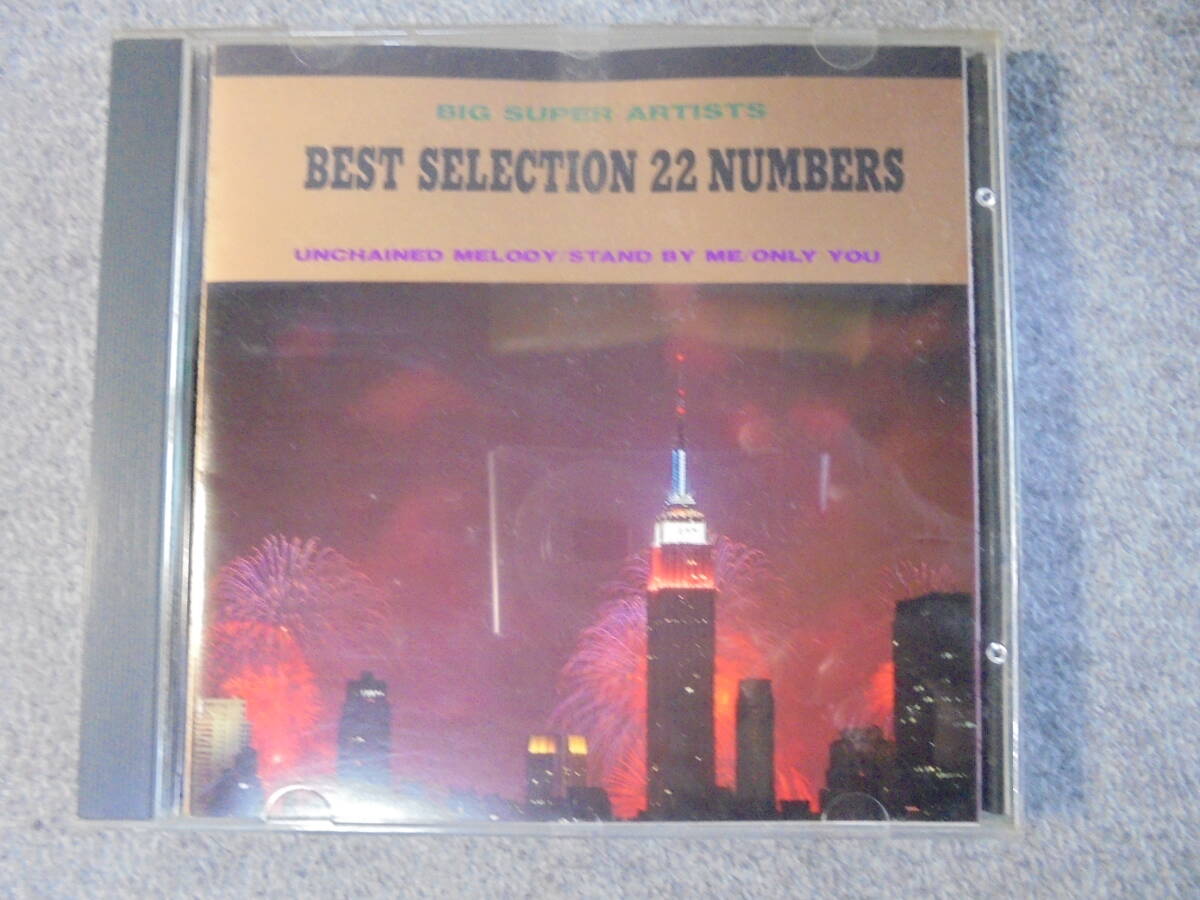 BIG SUPER ARTISTS
BEST SELECTION 22 NUMBERS
UNCHAINED MELODY/STAND BY ME/ONLY YOU